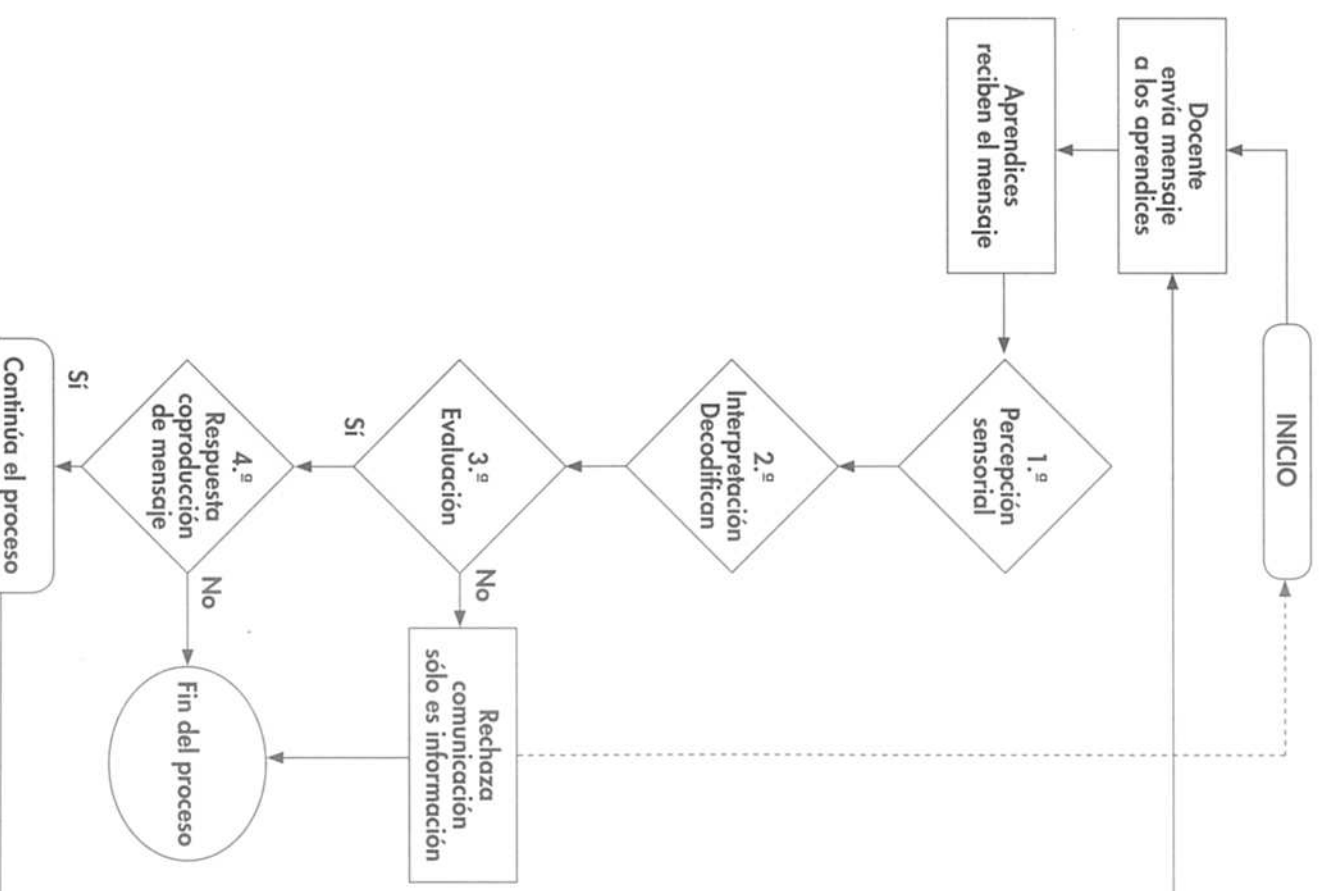 INICIO
Docente
envía mensaje
a los aprendices
Aprendices
reciben el mensaje
1.º
Percepción
sensorial
2.º
Interpretación
Decodifican
3.º
Evaluación
Sí
No
Rechaza
comunicación
sólo es información
4.º
Respuesta
coproducción
de mensaje
Sí
No
Fin del proceso
Continúa el proceso